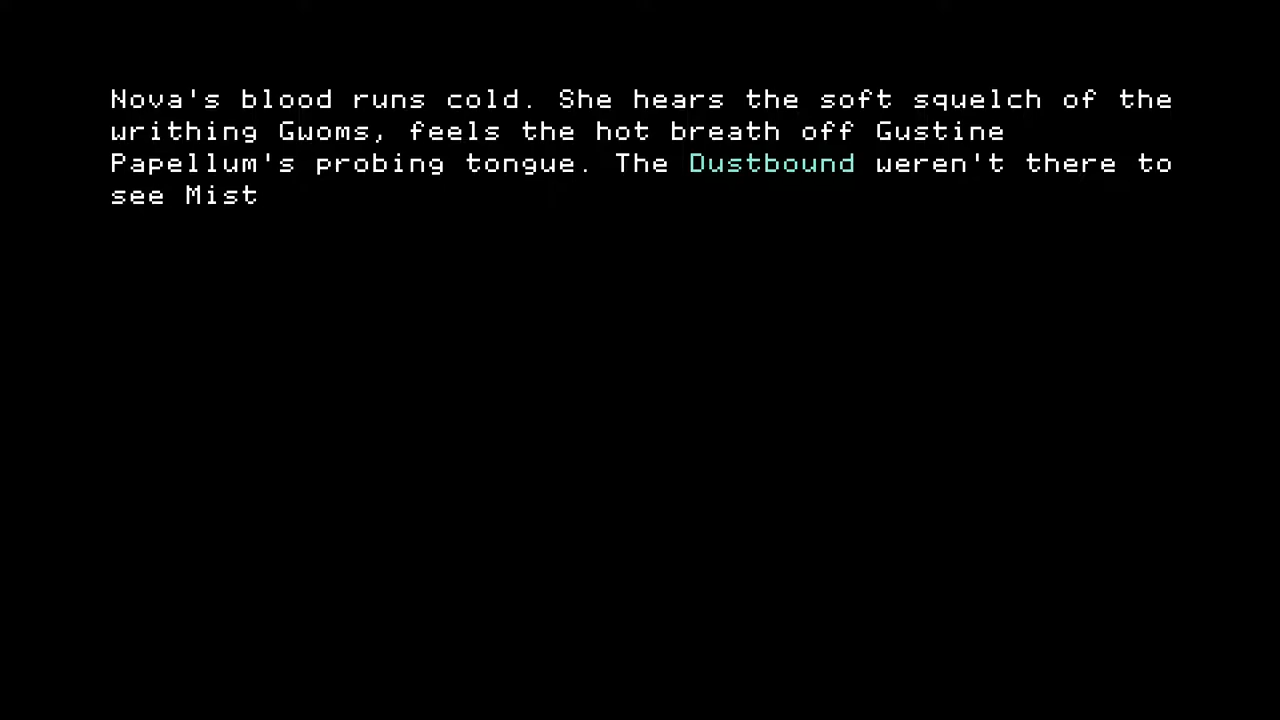 Nova's blood runs cold. She hears the soft squelch of the
writhing Gwoms, feels the hot breath off Gustine
Papellum's probing tongue. The Dustbound weren't there to
see Mist